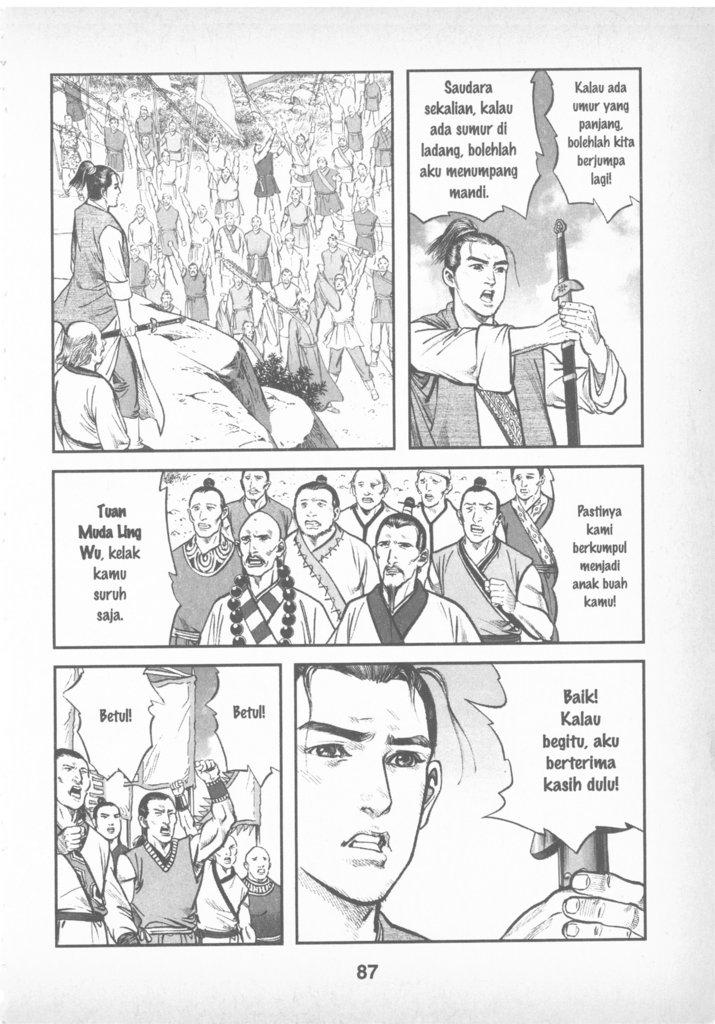 Saudara
sekalian, kalau
ada sumur di
ladang, bolehlah
aku menumpang
mandi.
Kalau ada
umur yang
panjang,
bolehlah kita
berjumpa
lagi!
Tuan
Muda Ling
Wu, kelak
kamu
suruh
saja.
Pastinya
kami
berkumpul
menjadi
anak buah
kamu!
Betul!
Betul!
Baik!
Kalau
begitu, aku
berterima
kasih dulu!
87